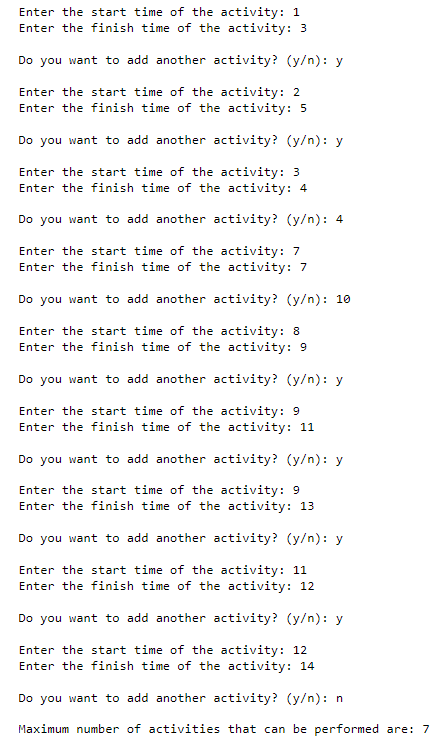 Enter the start time of the activity: 1
Enter the finish time of the activity: 3
Do you want to add another activity? (y/n): y
Enter the start time of the activity: 2
Enter the finish time of the activity: 5
Do you want to add another activity? (y/n): y
Enter the start time of the activity: 3
Enter the finish time of the activity: 4
Do you want to add another activity? (y/n): 4
Enter the start time of the activity: 7
Enter the finish time of the activity: 7
Do you want to add another activity? (y/n): 10
Enter the start time of the activity: 8
Enter the finish time of the activity: 9
Do you want to add another activity? (y/n): y
Enter the start time of the activity: 9
Enter the finish time of the activity: 11
Do you want to add another activity? (y/n): y
Enter the start time of the activity: 9
Enter the finish time of the activity: 13
Do you want to add another activity? (y/n): y
Enter the start time of the activity: 11
Enter the finish time of the activity: 12
Do you want to add another activity? (y/n): y
Enter the start time of the activity: 12
Enter the finish time of the activity: 14
Do you want to add another activity? (y/n): n
Maximum number of activities that can be performed are: 7